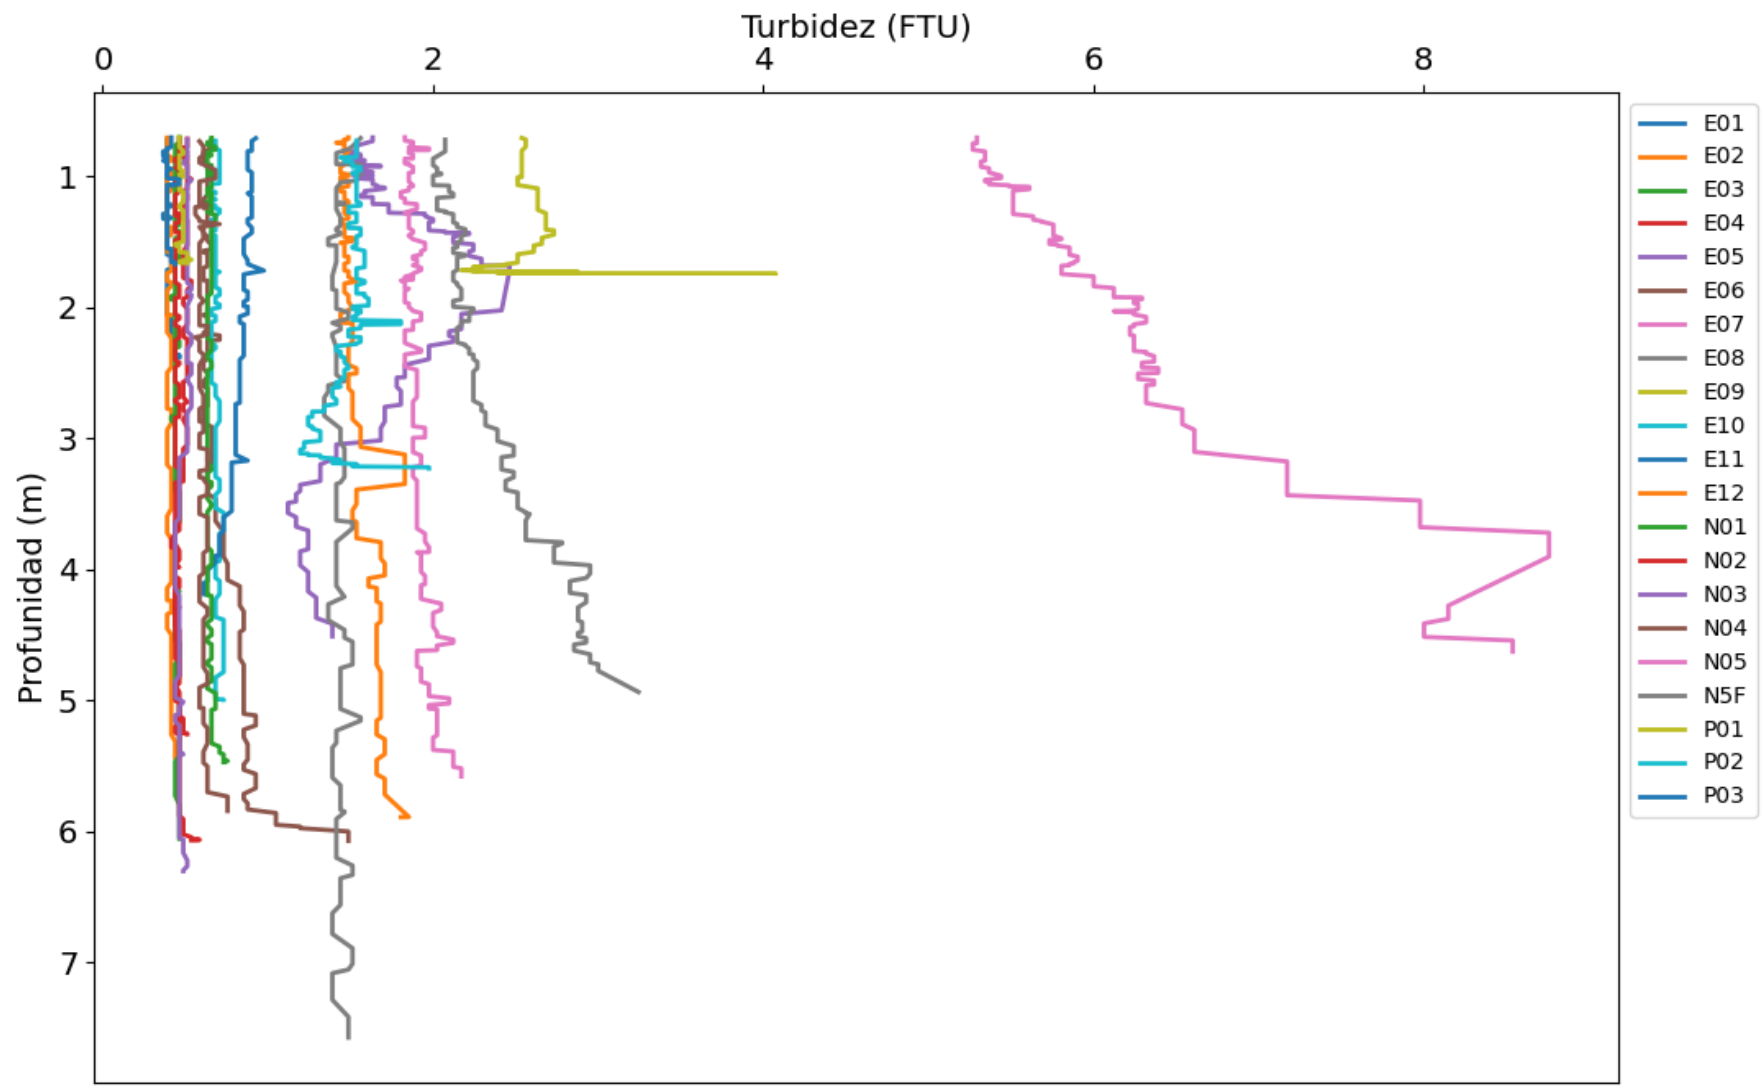 Turbidez (FTU)
0 2 4 6 8
Profunidad (m)
1
2
3
4
5
6
7
E01
E02
E03
E04
E05
E06
E07
E08
E09
E10
E11
E12
N01
N02
N03
N04
N05
N5F
P01
P02
P03